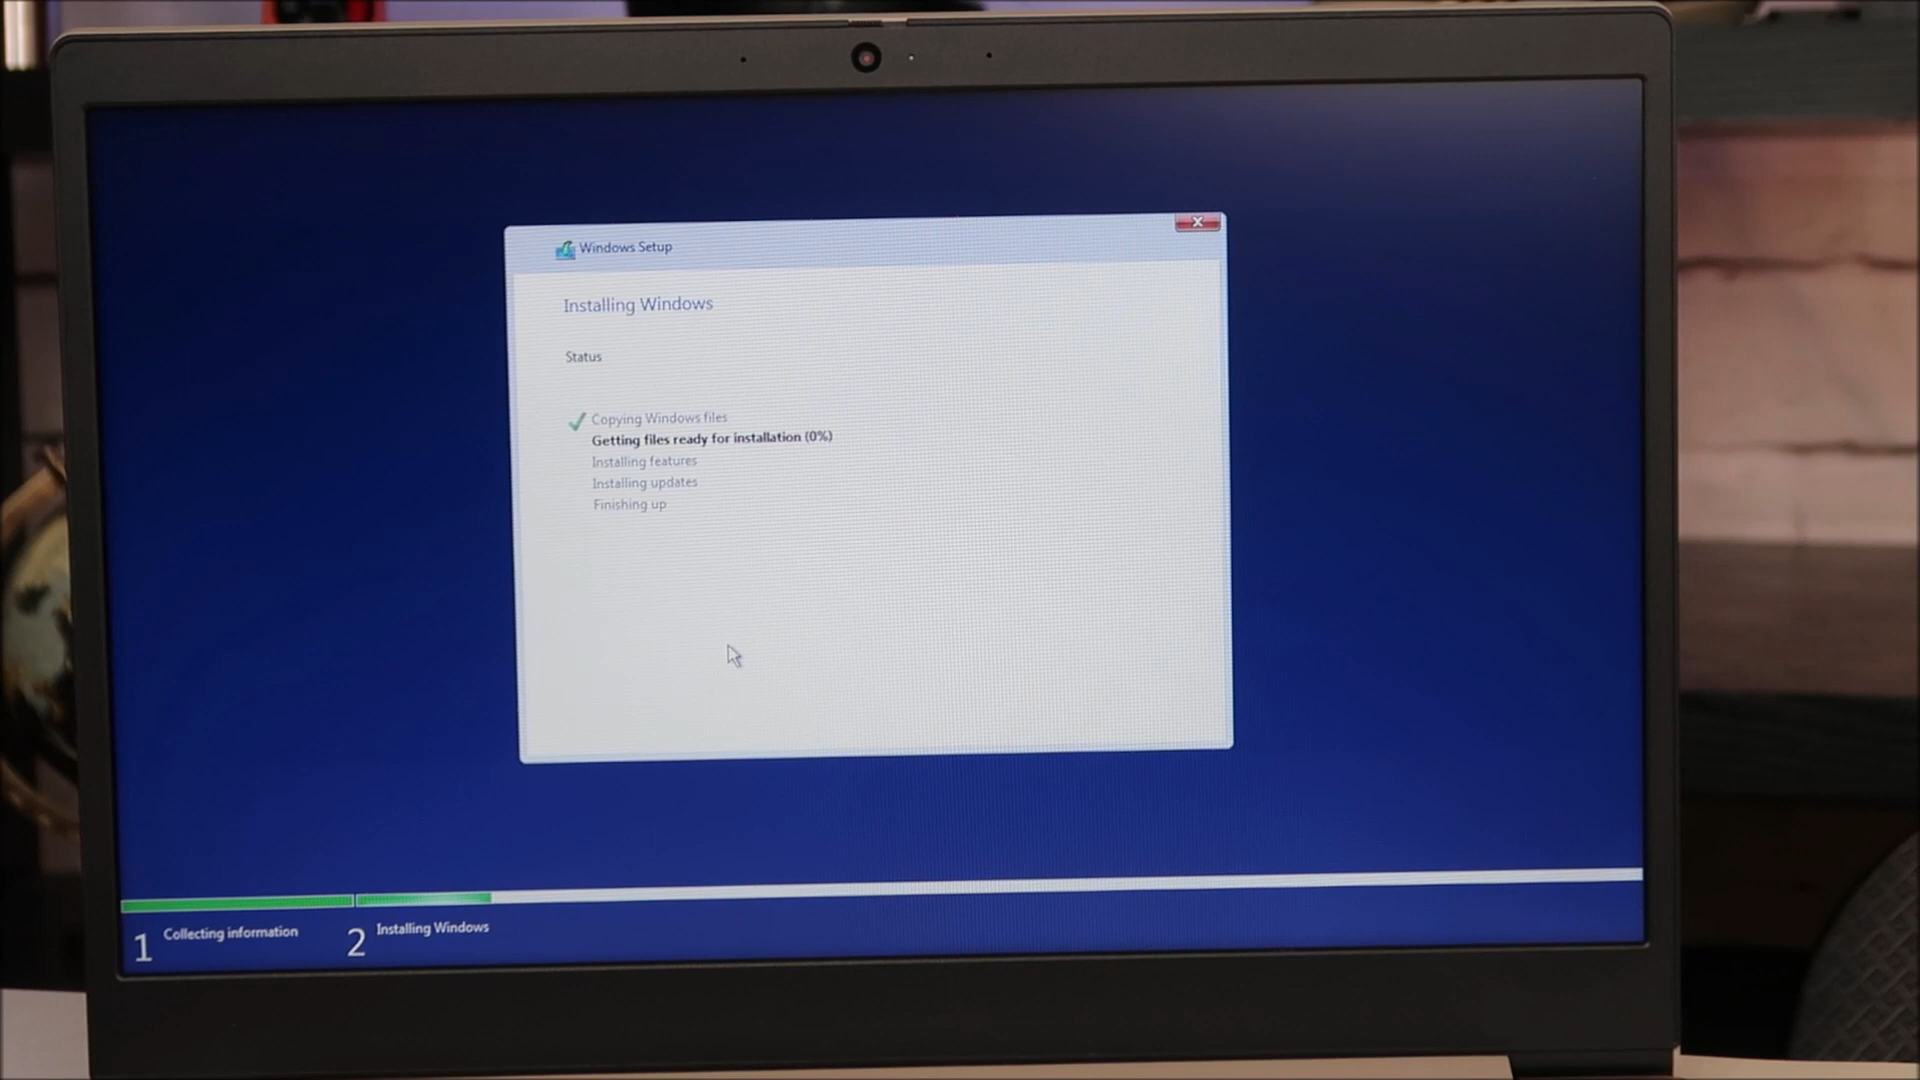 Windows Setup
Installing Windows
Status
Copying Windows files
Getting files ready for installation (0%)
Installing features
Installing updates
Finishing up
1 Collecting information
2 Installing Windows